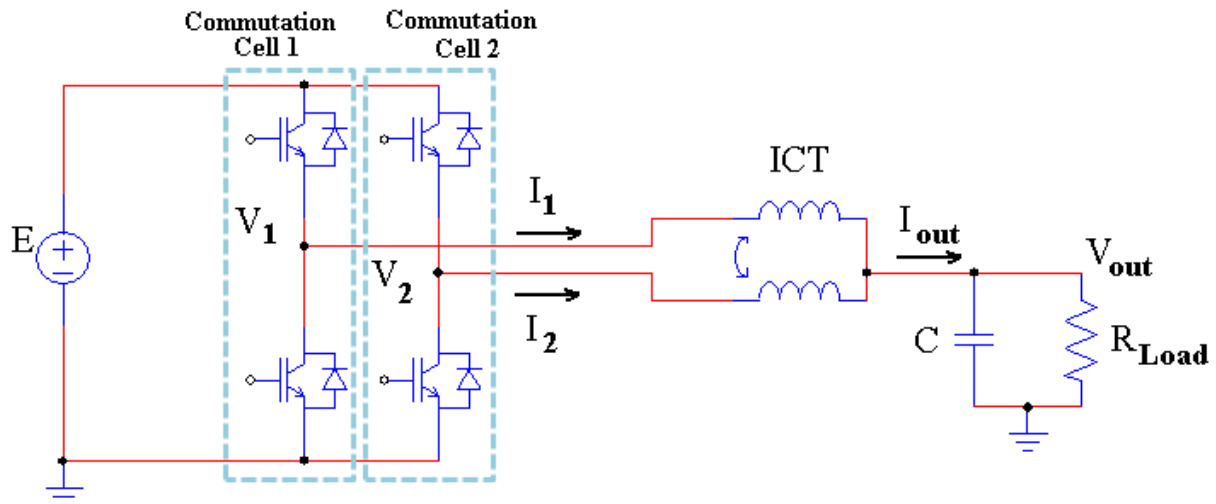 Commutation
Cell 1
Commutation
Cell 2
E
+
−
V1
V2
I1
I2
ICT
Iout
Vout
C
RLoad